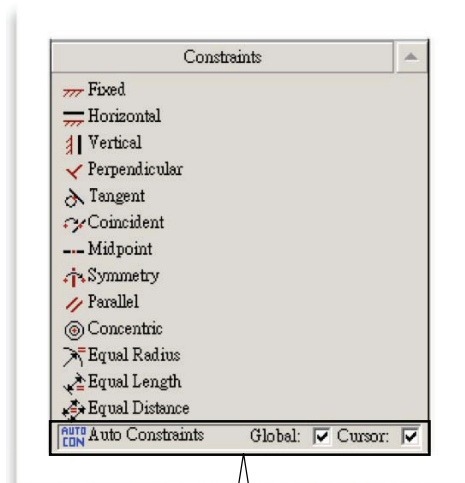 Constraints
Fixed
Horizontal
Vertical
Perpendicular
Tangent
Coincident
Midpoint
Symmetry
Parallel
Concentric
Equal Radius
Equal Length
Equal Distance
AUTO CON Auto Constraints Global: Cursor: